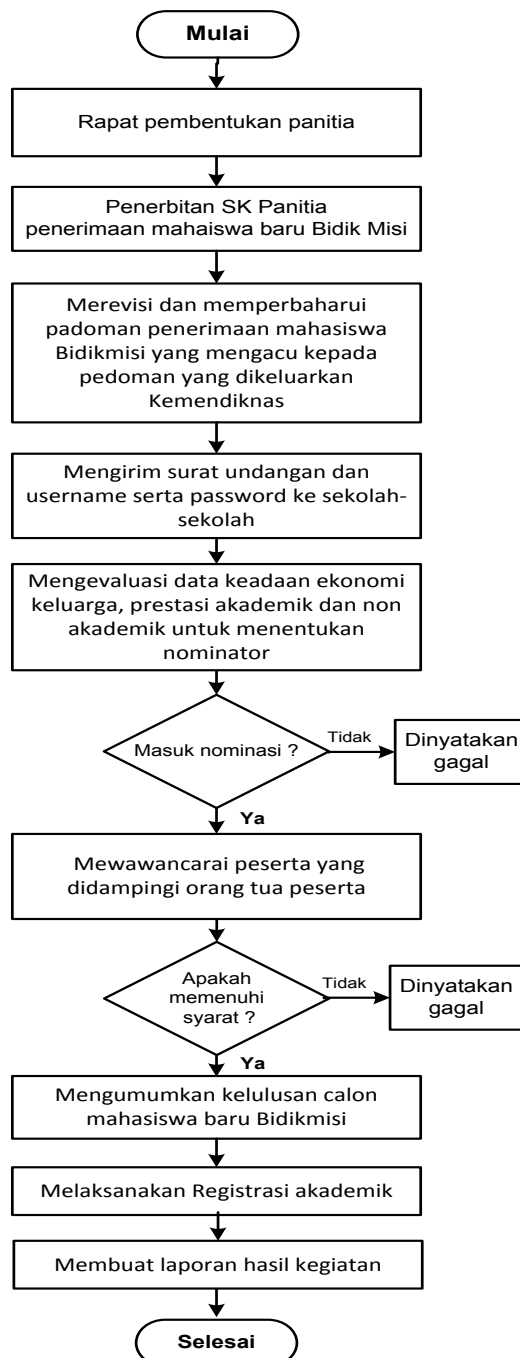 Mulai
Rapat pembentukan panitia
Penerbitan SK Panitia
penerimaan mahaiswa baru Bidik Misi
Merevisi dan memperbaharui
padoman penerimaan mahasiswa
Bidikmisi yang mengacu kepada
pedoman yang dikeluarkan
Kemendiknas
Mengirim surat undangan dan
username serta password ke sekolah-
sekolah
Mengevaluasi data keadaan ekonomi
keluarga, prestasi akademik dan non
akademik untuk menentukan
nominator
Masuk nominasi ?
Tidak
Dinyatakan
gagal
Ya
Mewawancarai peserta yang
didampingi orang tua peserta
Apakah
memenuhi
syarat ?
Tidak
Dinyatakan
gagal
Ya
Mengumumkan kelulusan calon
mahasiswa baru Bidikmisi
Melaksanakan Registrasi akademik
Membuat laporan hasil kegiatan
Selesai